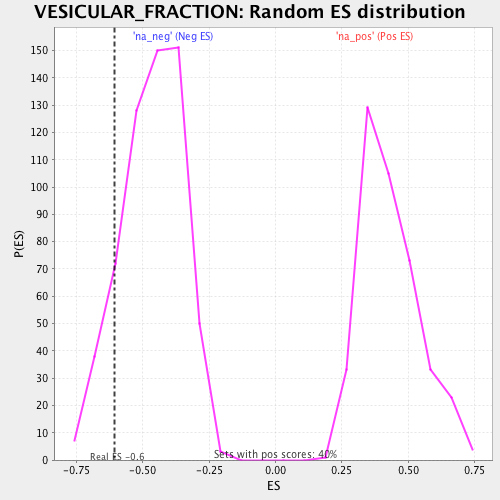 VESICULAR_FRACTION: Random ES distribution
'na_neg' (Neg ES) 'na_pos' (Pos ES)
P(ES)
150
140
130
120
110
100
90
80
70
60
50
40
30
20
10
0
Real ES -0.6
Sets with pos scores: 40%
-0.75 -0.50 -0.25 0.00 0.25 0.50 0.75
ES